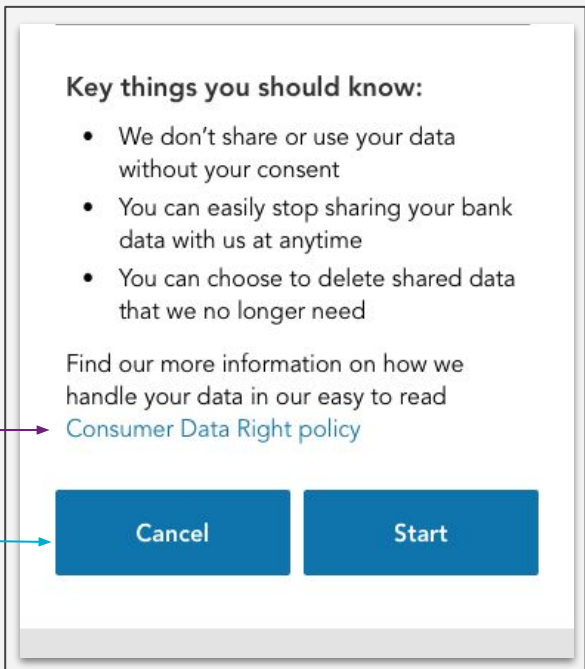 Key things you should know:
• We don't share or use your data
without your consent
• You can easily stop sharing your bank
data with us at anytime
• You can choose to delete shared data
that we no longer need
Find our more information on how we
handle your data in our easy to read
Consumer Data Right policy
Cancel Start